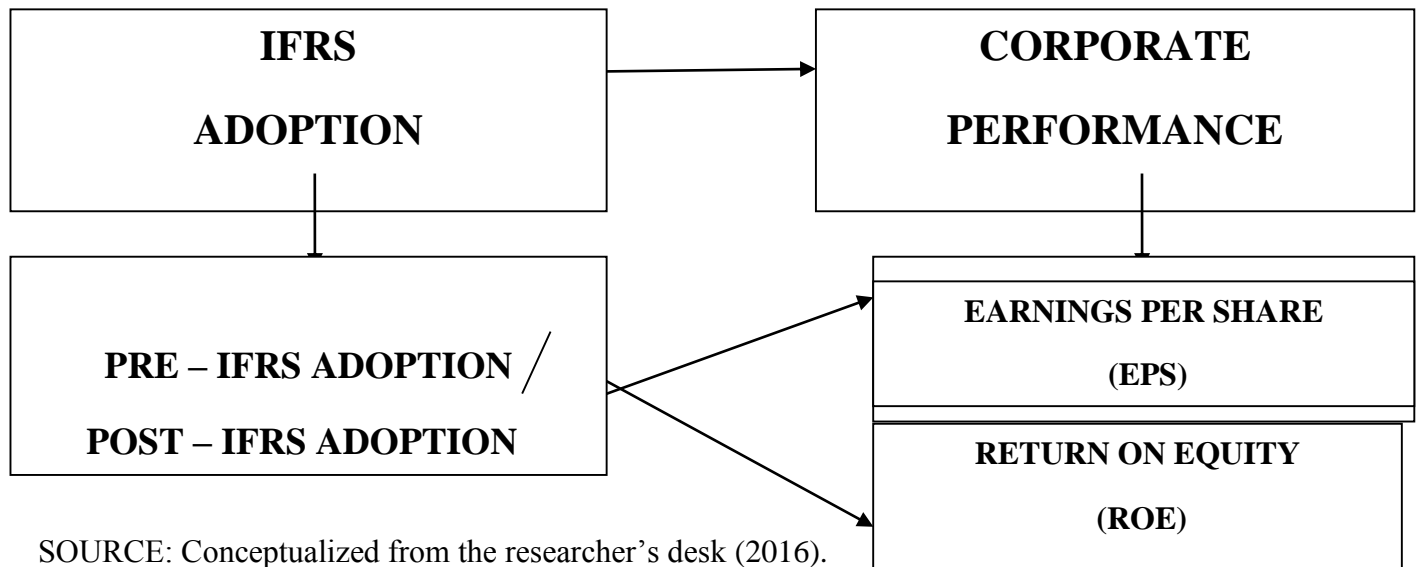 IFRS
ADOPTION
CORPORATE
PERFORMANCE
PRE – IFRS ADOPTION /
POST – IFRS ADOPTION
EARNINGS PER SHARE
(EPS)
RETURN ON EQUITY
(ROE)
SOURCE: Conceptualized from the researcher’s desk (2016).